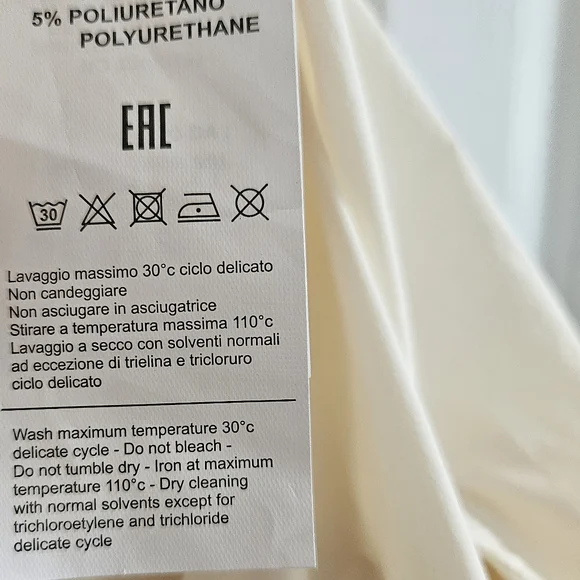 5% POLIURETANO
POLYURETHANE
EAC
30
Lavaggio massimo 30°c ciclo delicato
Non candeggiare
Non asciugare in asciugatrice
Stirare a temperatura massima 110°c
Lavaggio a secco con solventi normali
ad eccezione di trielina e tricloruro
ciclo delicato
Wash maximum temperature 30°c
delicate cycle - Do not bleach -
Do not tumble dry - Iron at maximum
temperature 110°c - Dry cleaning
with normal solvents except for
trichloroetylene and trichloride
delicate cycle